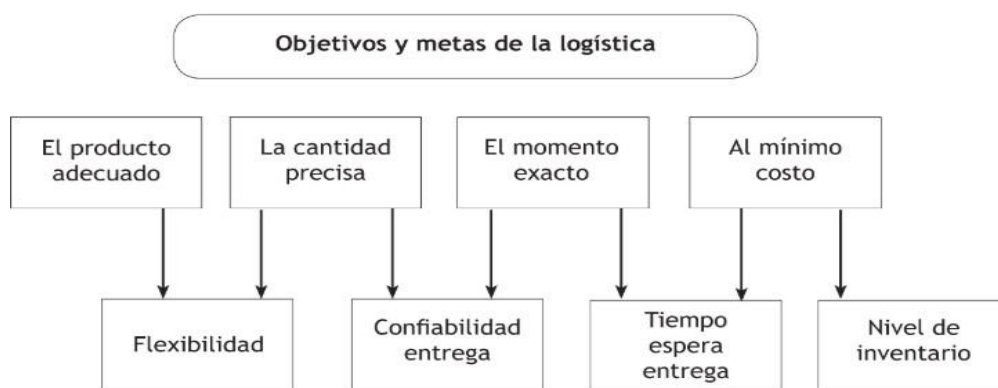 Objetivos y metas de la logística
El producto
adecuado
La cantidad
precisa
El momento
exacto
Al mínimo
costo
Flexibilidad
Confiabilidad
entrega
Tiempo
espera
entrega
Nivel de
inventario